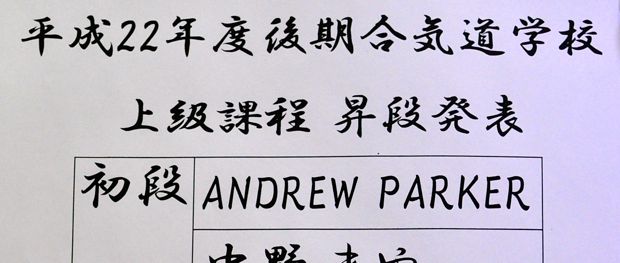 平成22年度後期合気道学校
上級課程 昇段発表
初段 ANDREW PARKER